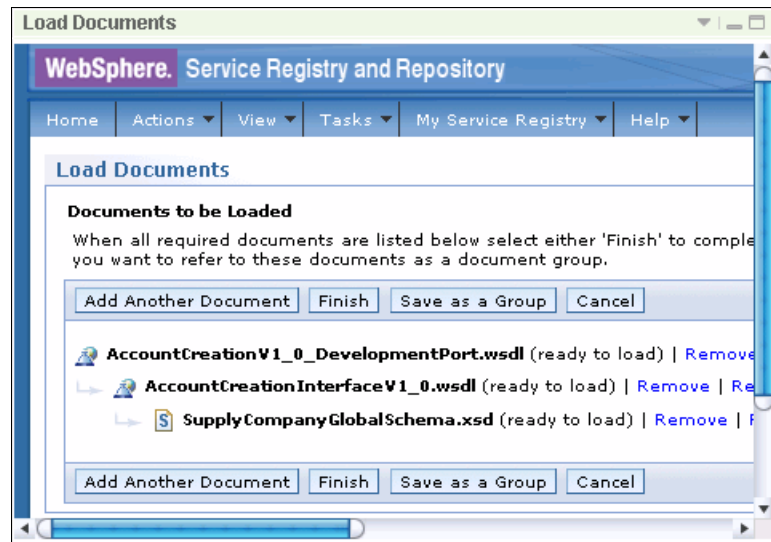 Load Documents
WebSphere. Service Registry and Repository
Home Actions View Tasks My Service Registry Help
Load Documents
Documents to be Loaded
When all required documents are listed below select either 'Finish' to comple
you want to refer to these documents as a document group.
Add Another Document Finish Save as a Group Cancel
AccountCreationV1_0_DevelopmentPort.wsdl (ready to load) | Remove
AccountCreationInterfaceV1_0.wsdl (ready to load) | Remove | Re
SupplyCompanyGlobalSchema.xsd (ready to load) | Remove |
Add Another Document Finish Save as a Group Cancel